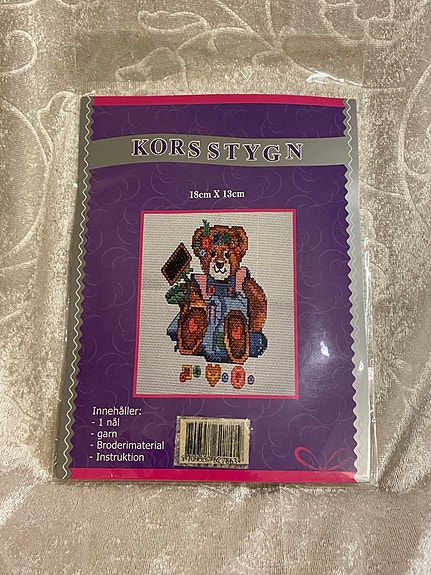 KORS STYGN
18cm X 13cm
Innehåller:
- 1 nål
- garn
- Broderimaterial
- Instruktion